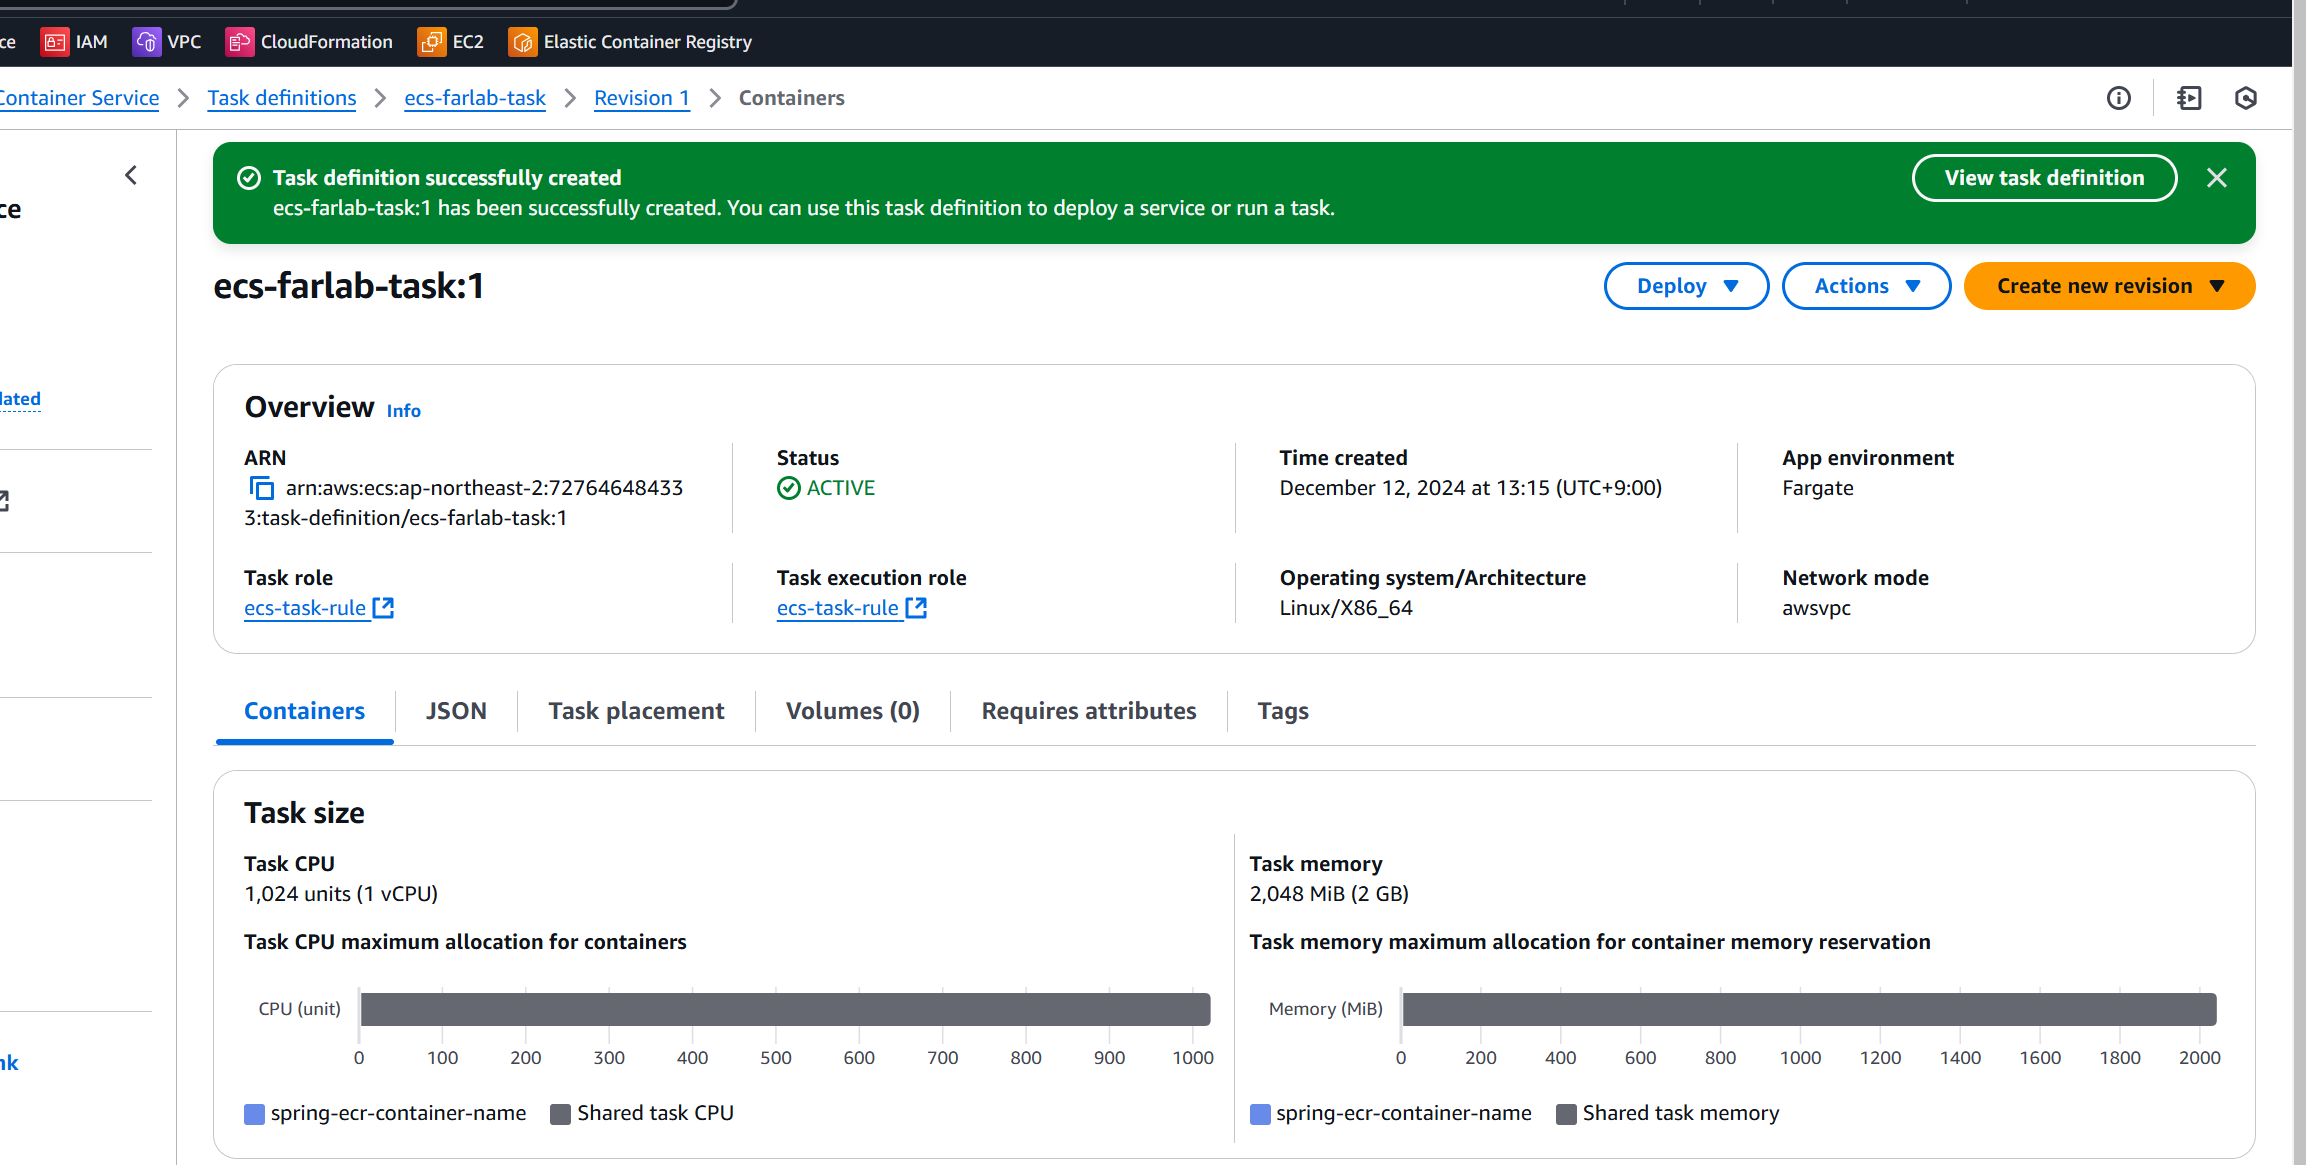 ce IAM VPC CloudFormation EC2 Elastic Container Registry
Container Service Task definitions ecs-farlab-task Revision 1 Containers
ce
lated
nk
Task definition successfully created
ecs-farlab-task:1 has been successfully created. You can use this task definition to deploy a service or run a task.
View task definition
ecs-farlab-task:1
Deploy Actions Create new revision
Overview Info
ARN
arn:aws:ecs:ap-northeast-2:72764648433
3:task-definition/ecs-farlab-task:1
Status
ACTIVE
Time created
December 12, 2024 at 13:15 (UTC+9:00)
App environment
Fargate
Task role
ecs-task-rule
Task execution role
ecs-task-rule
Operating system/Architecture
Linux/X86_64
Network mode
awsvpc
Containers JSON Task placement Volumes (0) Requires attributes Tags
Task size
Task CPU
1,024 units (1 vCPU)
Task CPU maximum allocation for containers
CPU (unit)
0 100 200 300 400 500 600 700 800 900 1000
spring-ecr-container-name Shared task CPU
Task memory
2,048 MiB (2 GB)
Task memory maximum allocation for container memory reservation
Memory (MiB)
0 200 400 600 800 1000 1200 1400 1600 1800 2000
spring-ecr-container-name Shared task memory